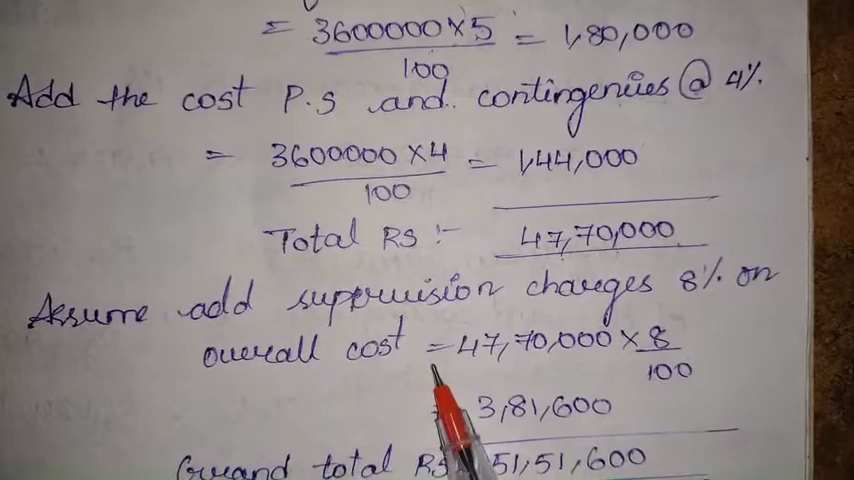 = 3600000×5 = 1,80,000
100
Add the cost P.S and contingencies @ 4%.
= 3600000×4 = 1,44,000
100
Total RS :- 47,70,000
Assume add supervision charges 8% on
overall cost = 47,70,000 × 8
100
= 3,81,600
Grand total RS 51,51,600